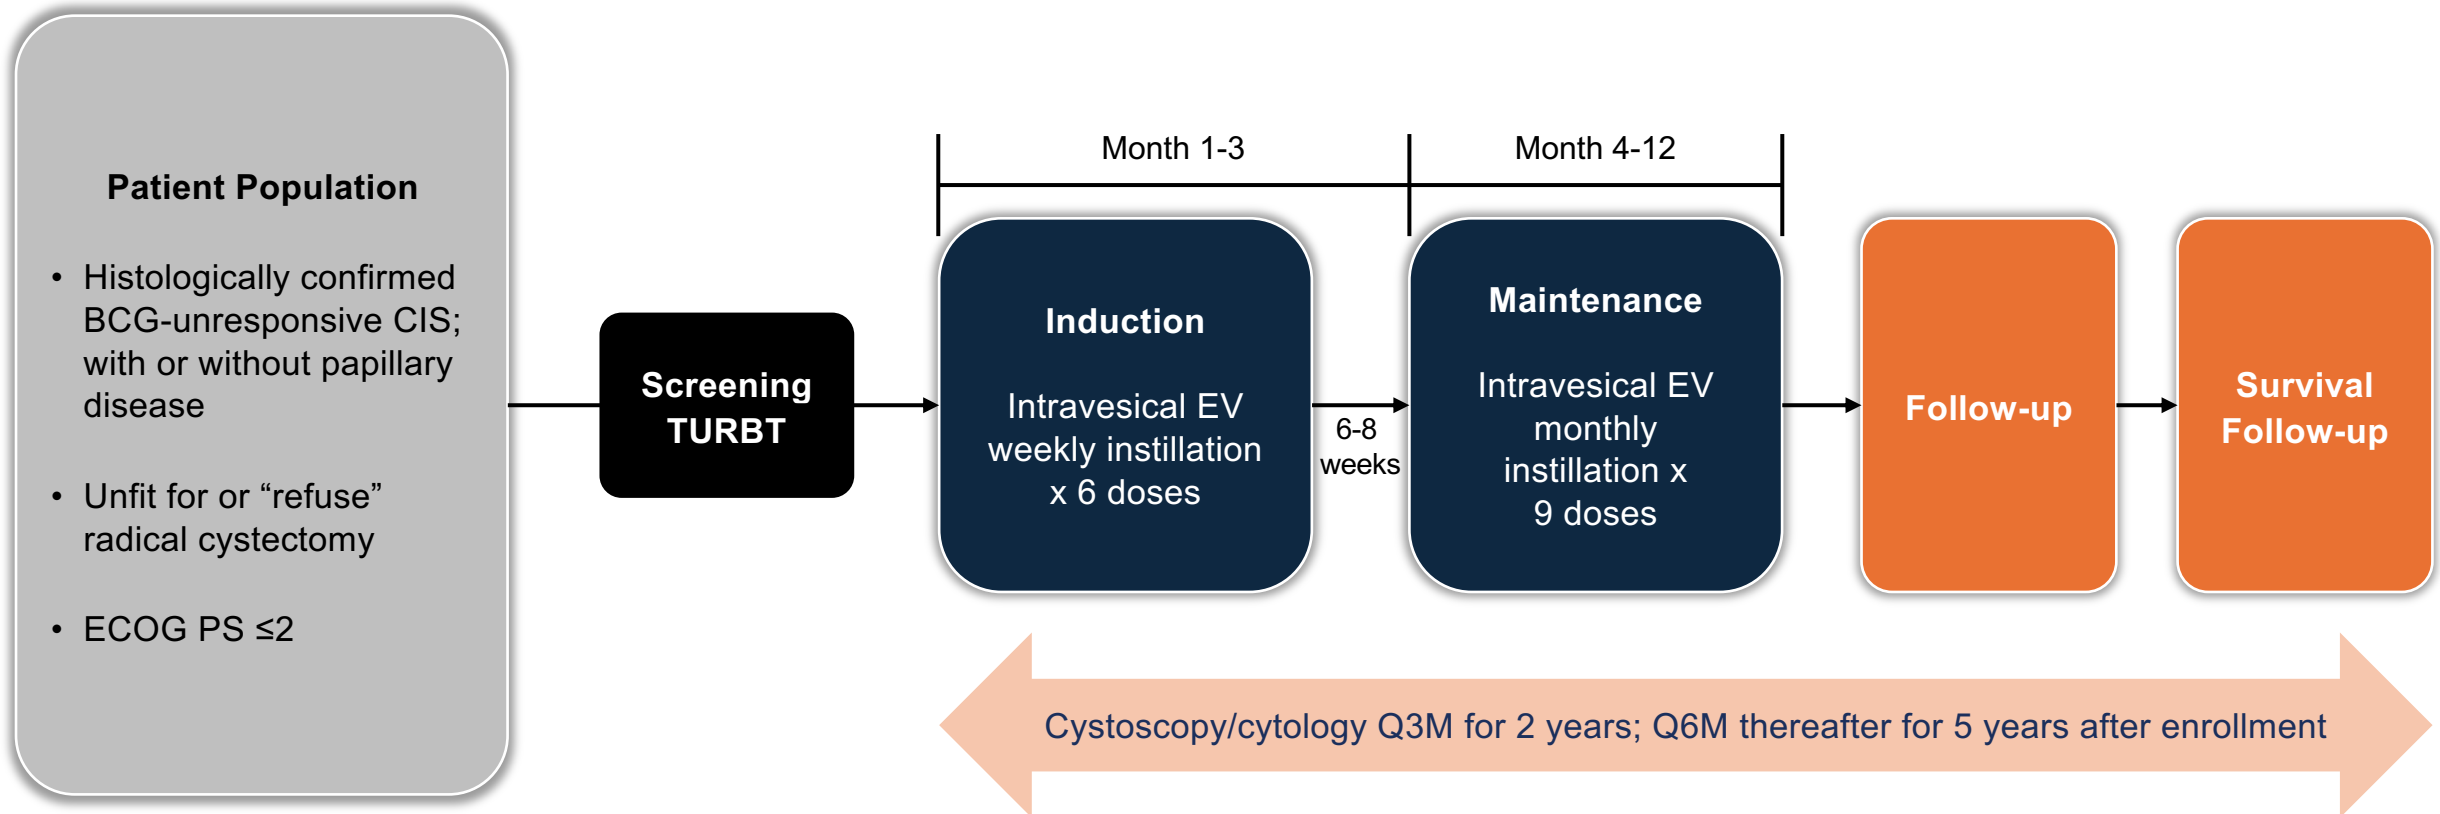 Patient Population
• Histologically confirmed
BCG-unresponsive CIS;
with or without papillary
disease
• Unfit for or “refuse”
radical cystectomy
• ECOG PS ≤2
Screening
TURBT
Month 1-3
Induction
Intravesical EV
weekly instillation
x 6 doses
6-8
weeks
Month 4-12
Maintenance
Intravesical EV
monthly
instillation x
9 doses
Follow-up
Survival
Follow-up
Cystoscopy/cytology Q3M for 2 years; Q6M thereafter for 5 years after enrollment